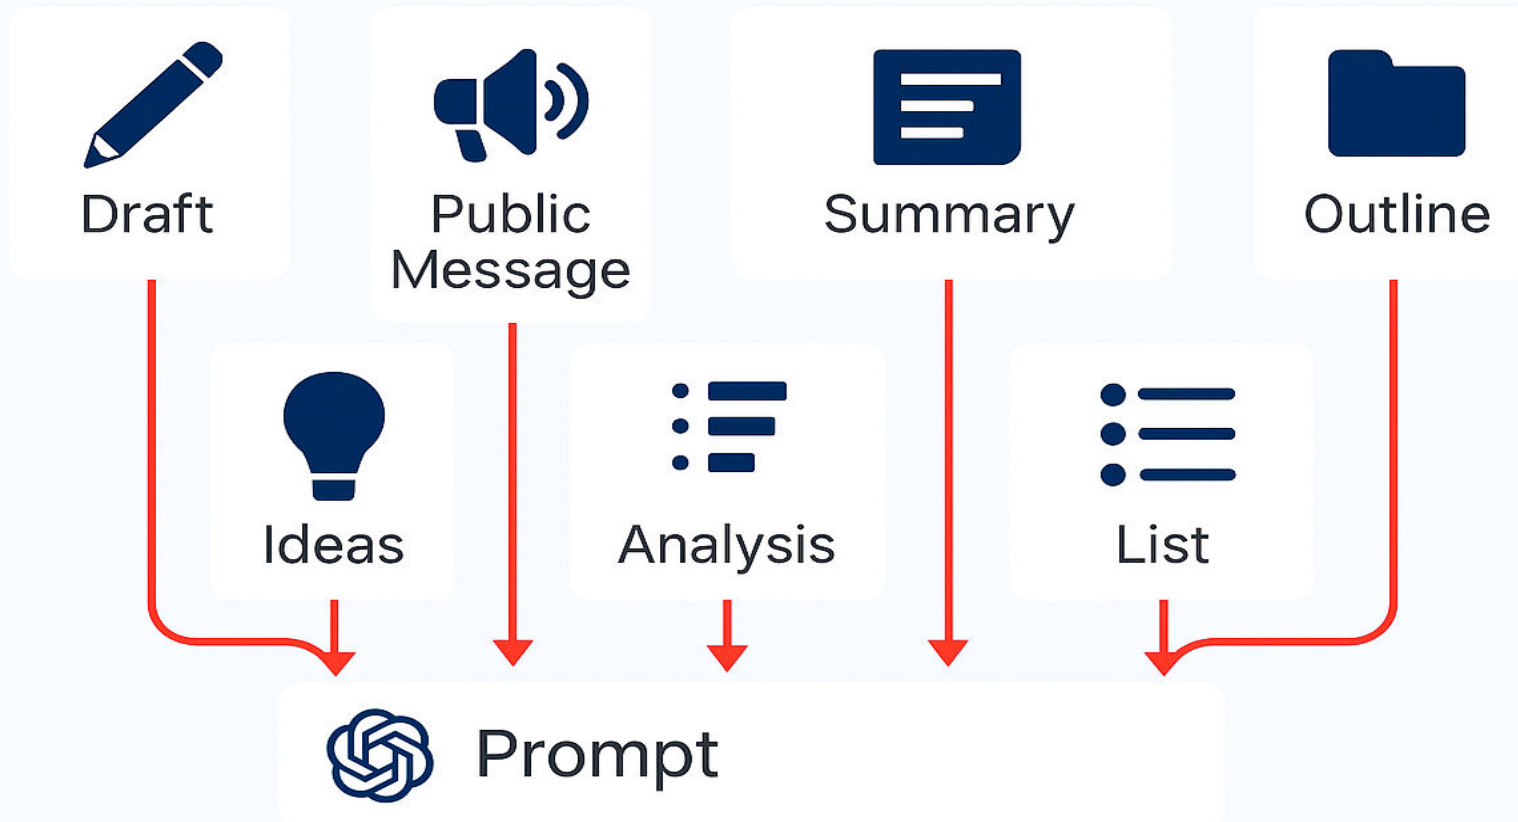 Draft
Public
Message
Summary
Outline
Ideas
Analysis
List
Prompt